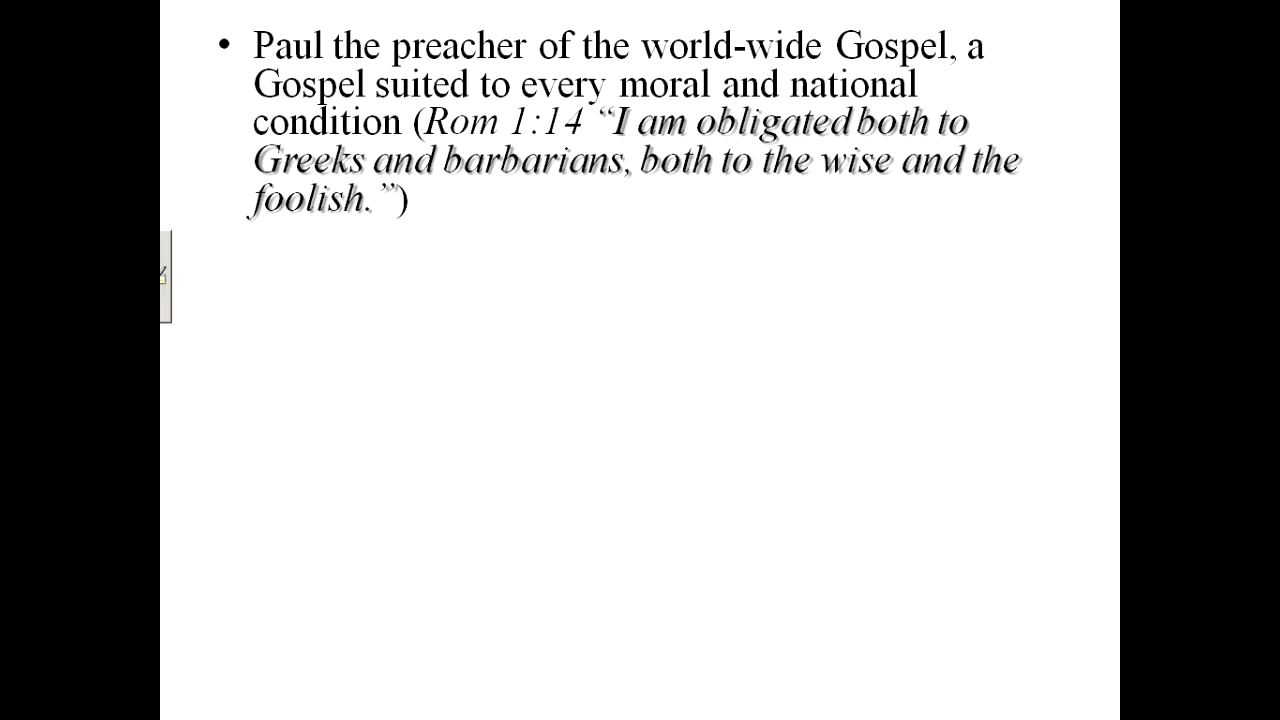 • Paul the preacher of the world-wide Gospel, a
Gospel suited to every moral and national
condition (Rom 1:14 “I am obligated both to
Greeks and barbarians, both to the wise and the
foolish.”)